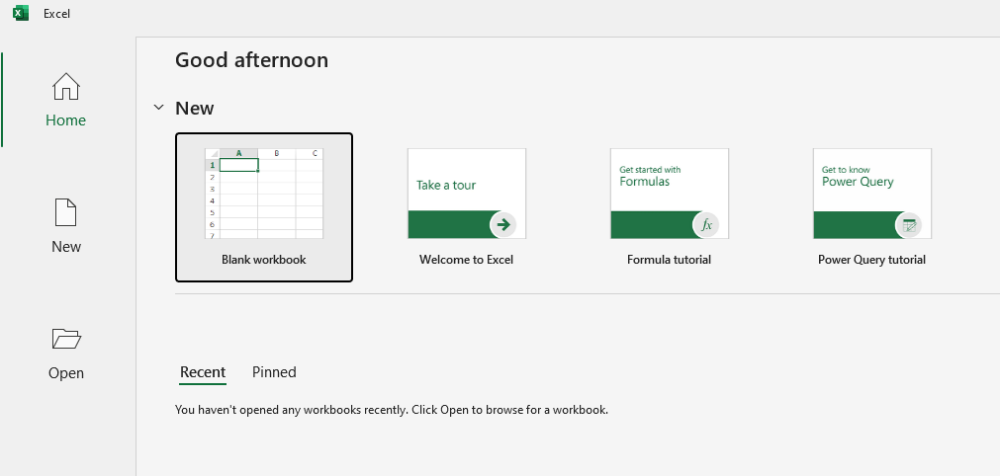 Excel
Good afternoon
Home
New
A B C
1
2
3
4
5
6
7
Take a tour
Get started with
Formulas
fx
Get to know
Power Query
Blank workbook
Welcome to Excel
Formula tutorial
Power Query tutorial
New
Recent Pinned
Open
You haven't opened any workbooks recently. Click Open to browse for a workbook.